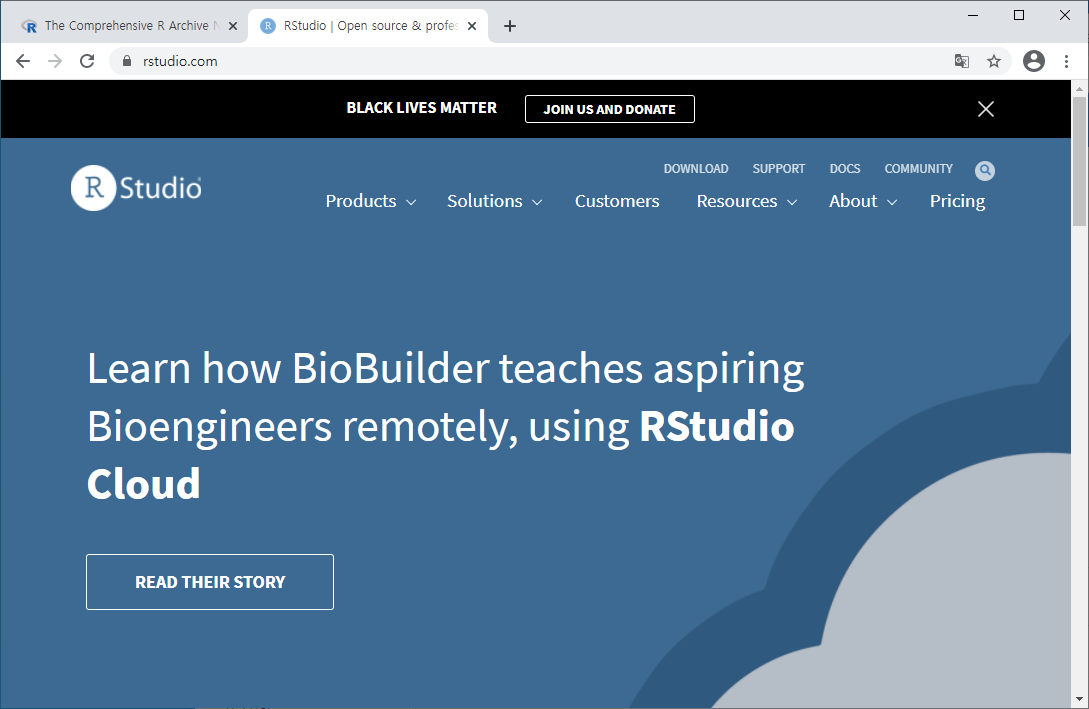 The Comprehensive R Archive N
RStudio | Open source & profes
rstudio.com
BLACK LIVES MATTER JOIN US AND DONATE
R Studio
DOWNLOAD SUPPORT DOCS COMMUNITY
Products Solutions Customers Resources About Pricing
Learn how BioBuilder teaches aspiring
Bioengineers remotely, using RStudio
Cloud
READ THEIR STORY